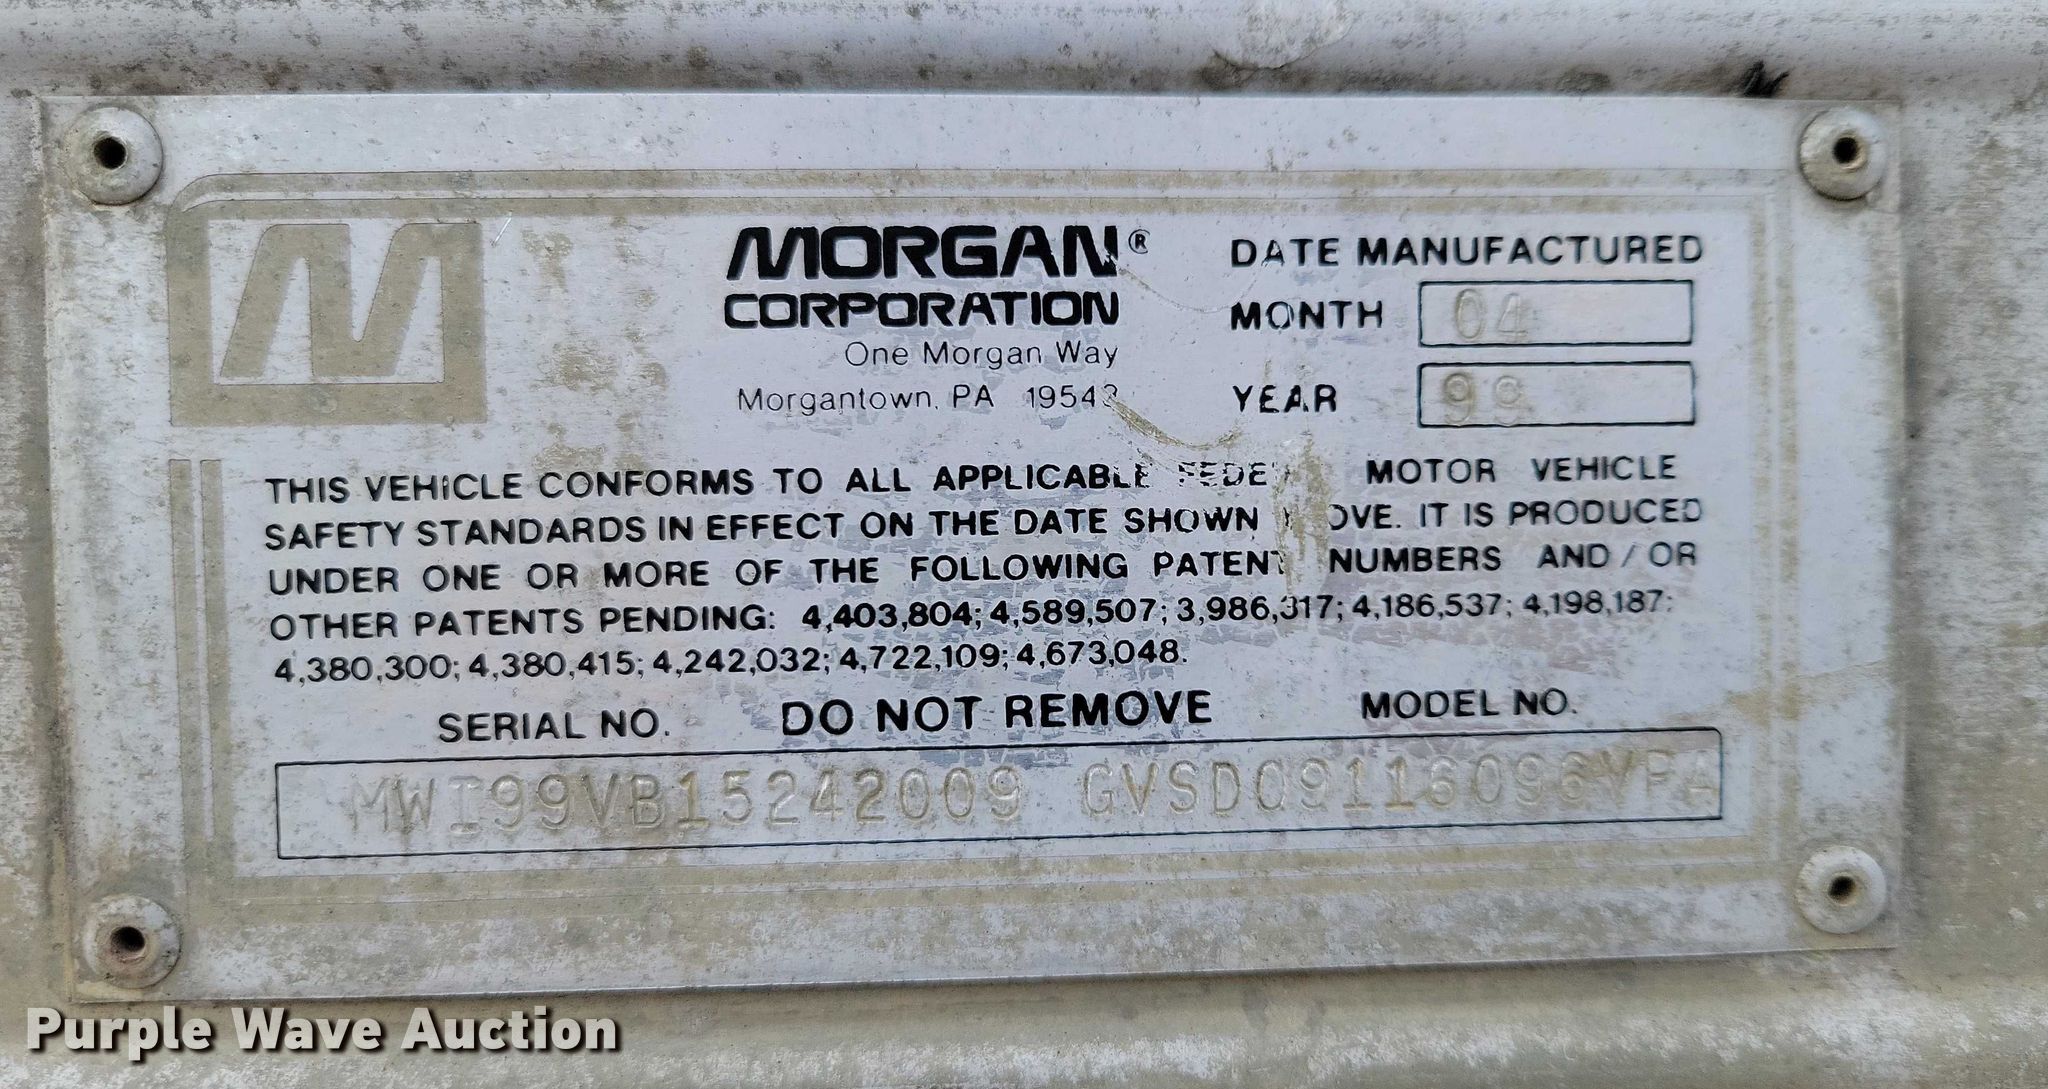 MORGAN®
CORPORATION
One Morgan Way
Morgantown, PA 19543
DATE MANUFACTURED
MONTH 04
YEAR 99
THIS VEHICLE CONFORMS TO ALL APPLICABLE MOTOR VEHICLE
SAFETY STANDARDS IN EFFECT ON THE DATE SHOWN IT IS PRODUCED
UNDER ONE OR MORE OF THE FOLLOWING PATENT NUMBERS AND / OR
OTHER PATENTS PENDING: 4,403,804; 4,589,507; 3,986,317; 4,186,537; 4,198,187;
4,380,300; 4,380,415; 4,242,032; 4,722,109; 4,673,048.
SERIAL NO. DO NOT REMOVE MODEL NO.
MWI99VB15242009 GVSD09116096VPA
Purple Wave Auction